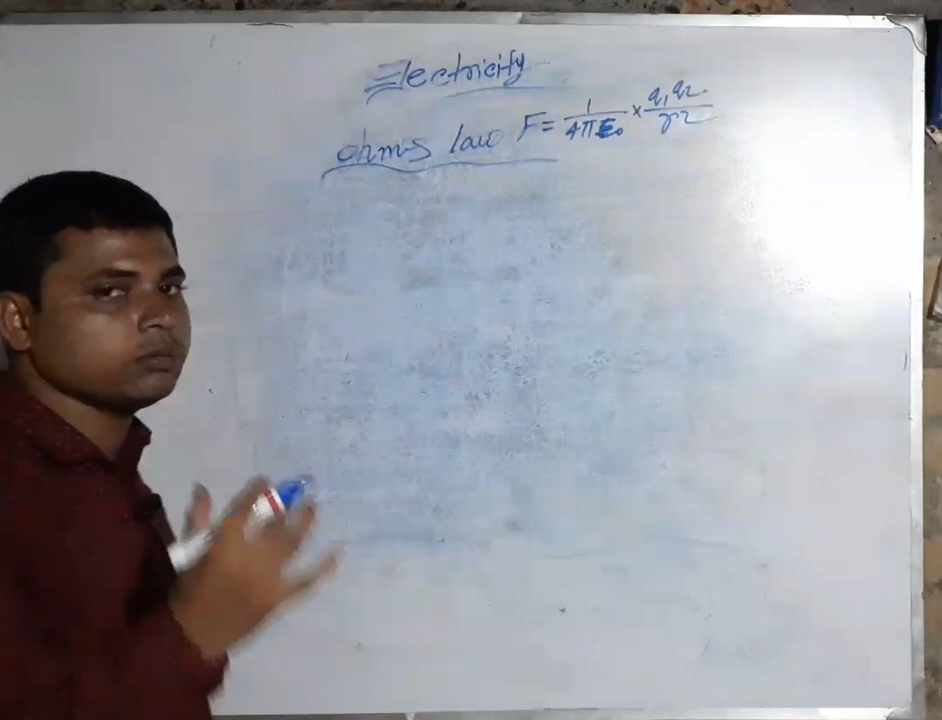 Electricity
ohms law F = 1/4πε₀ × q₁q₂/r2